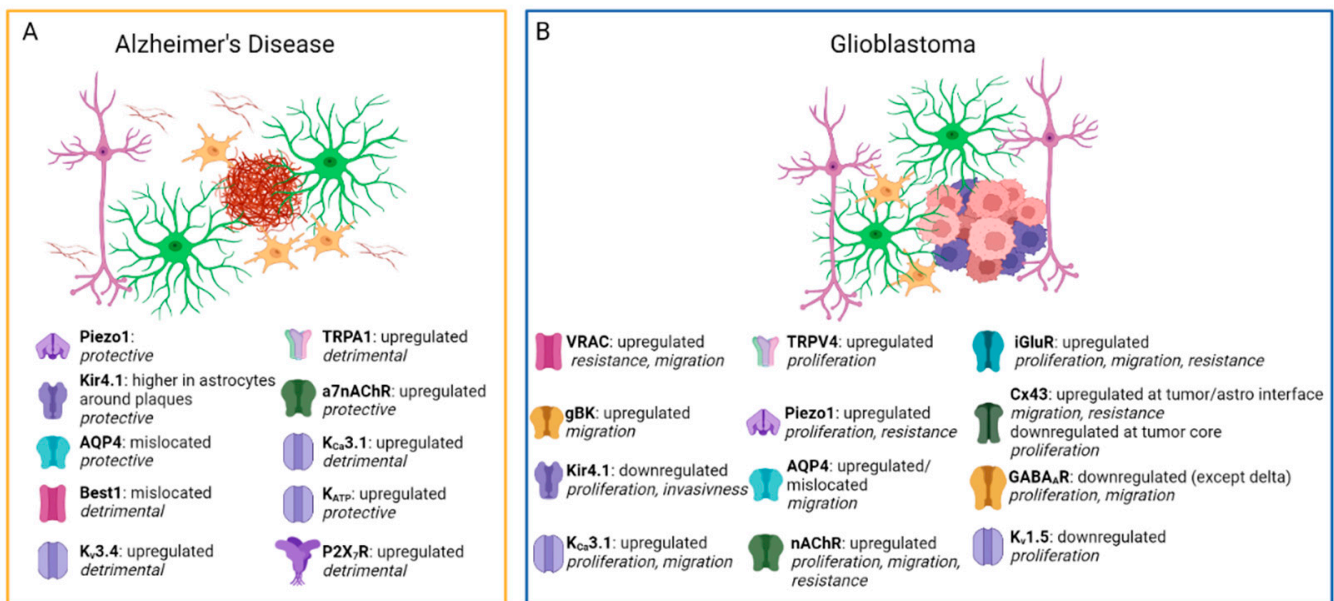 A
Alzheimer's Disease
Piezo1:
protective
Kir4.1: higher in astrocytes
around plaques
protective
AQP4: mislocated
protective
Best1: mislocated
detrimental
Kv3.4: upregulated
detrimental
TRPA1: upregulated
detrimental
a7nAChR: upregulated
protective
KCa3.1: upregulated
detrimental
KATP: upregulated
protective
P2X7R: upregulated
detrimental
B
Glioblastoma
VRAC: upregulated
resistance, migration
gBK: upregulated
migration
Kir4.1: downregulated
proliferation, invasivness
KCa3.1: upregulated
proliferation, migration
TRPV4: upregulated
proliferation
Piezo1: upregulated
proliferation, resistance
AQP4: upregulated/
mislocated
migration
nAChR: upregulated
proliferation, migration,
resistance
iGluR: upregulated
proliferation, migration, resistance
Cx43: upregulated at tumor/astro interface
migration, resistance
downregulated at tumor core
proliferation
GABAAR: downregulated (except delta)
proliferation, migration
Kv1.5: downregulated
proliferation